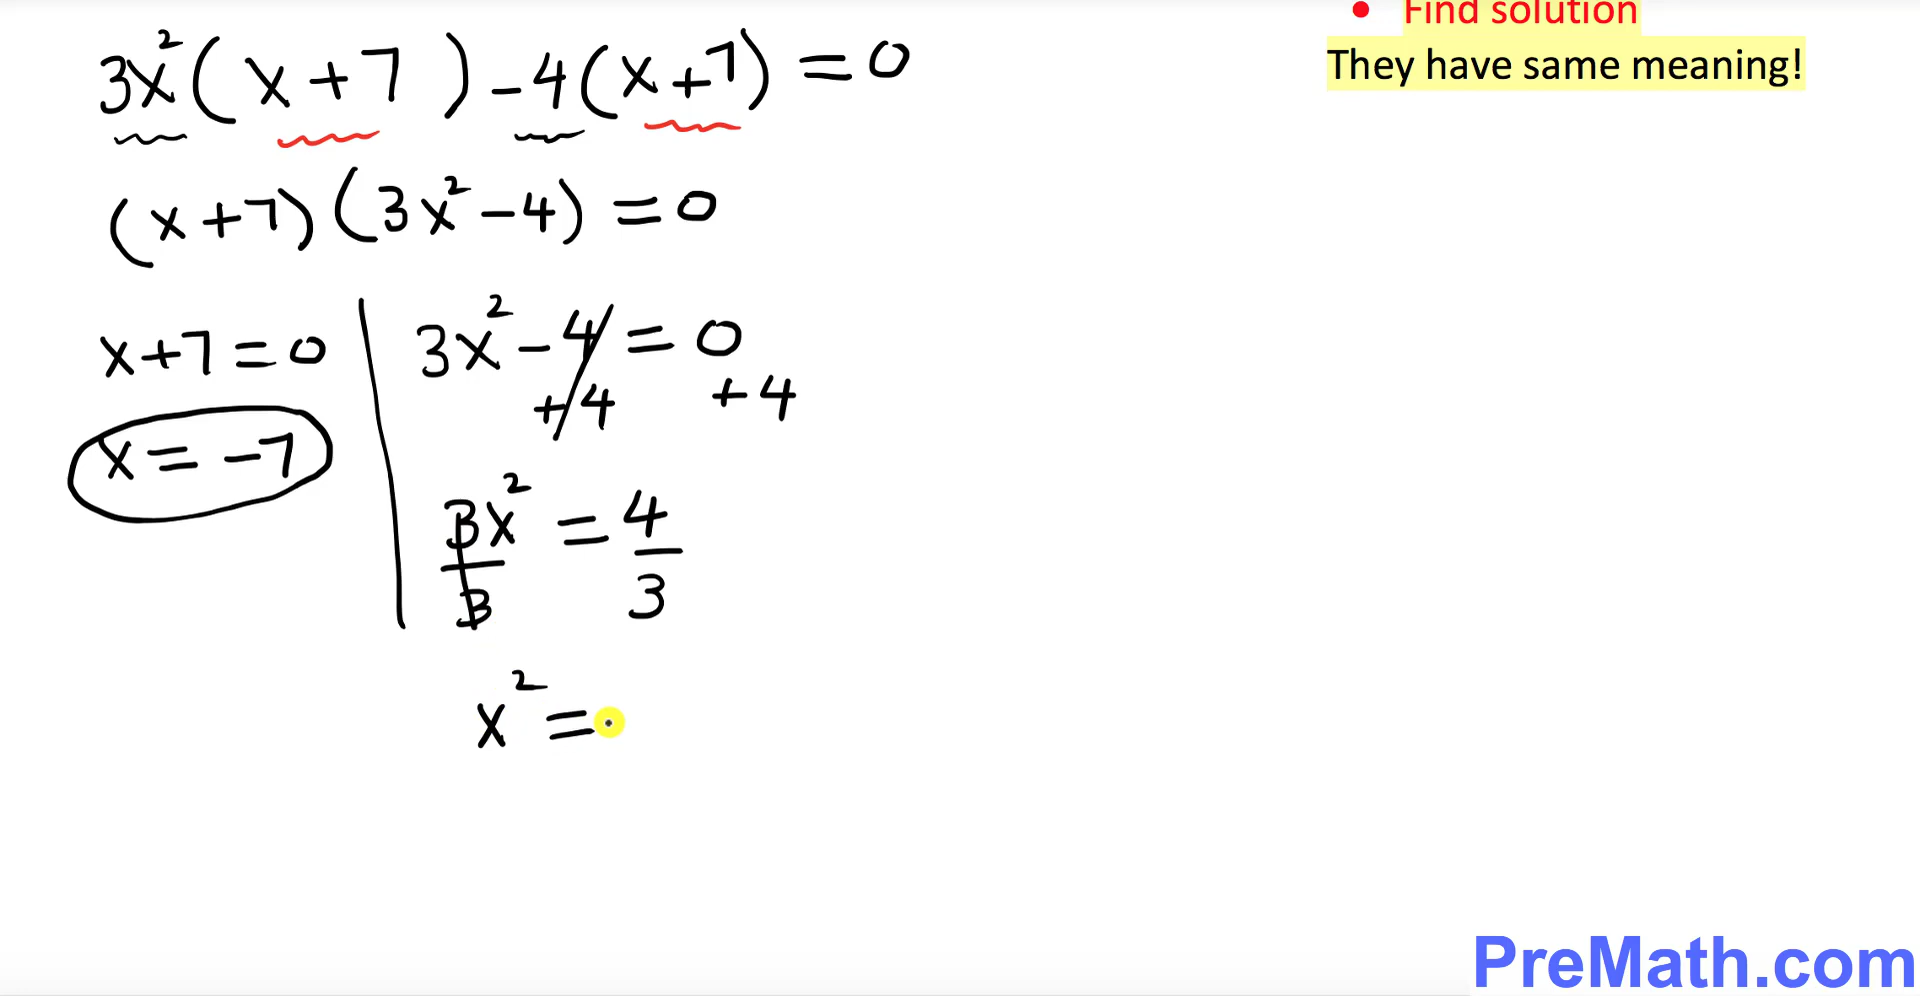 • Find solution
They have same meaning!
3x²(x+7)-4(x+7)=0
(x+7)(3x²-4)=0
x+7=0
x=-7
3x²-4=0
+4 +4
3x²/3=4/3
x²=
PreMath.com